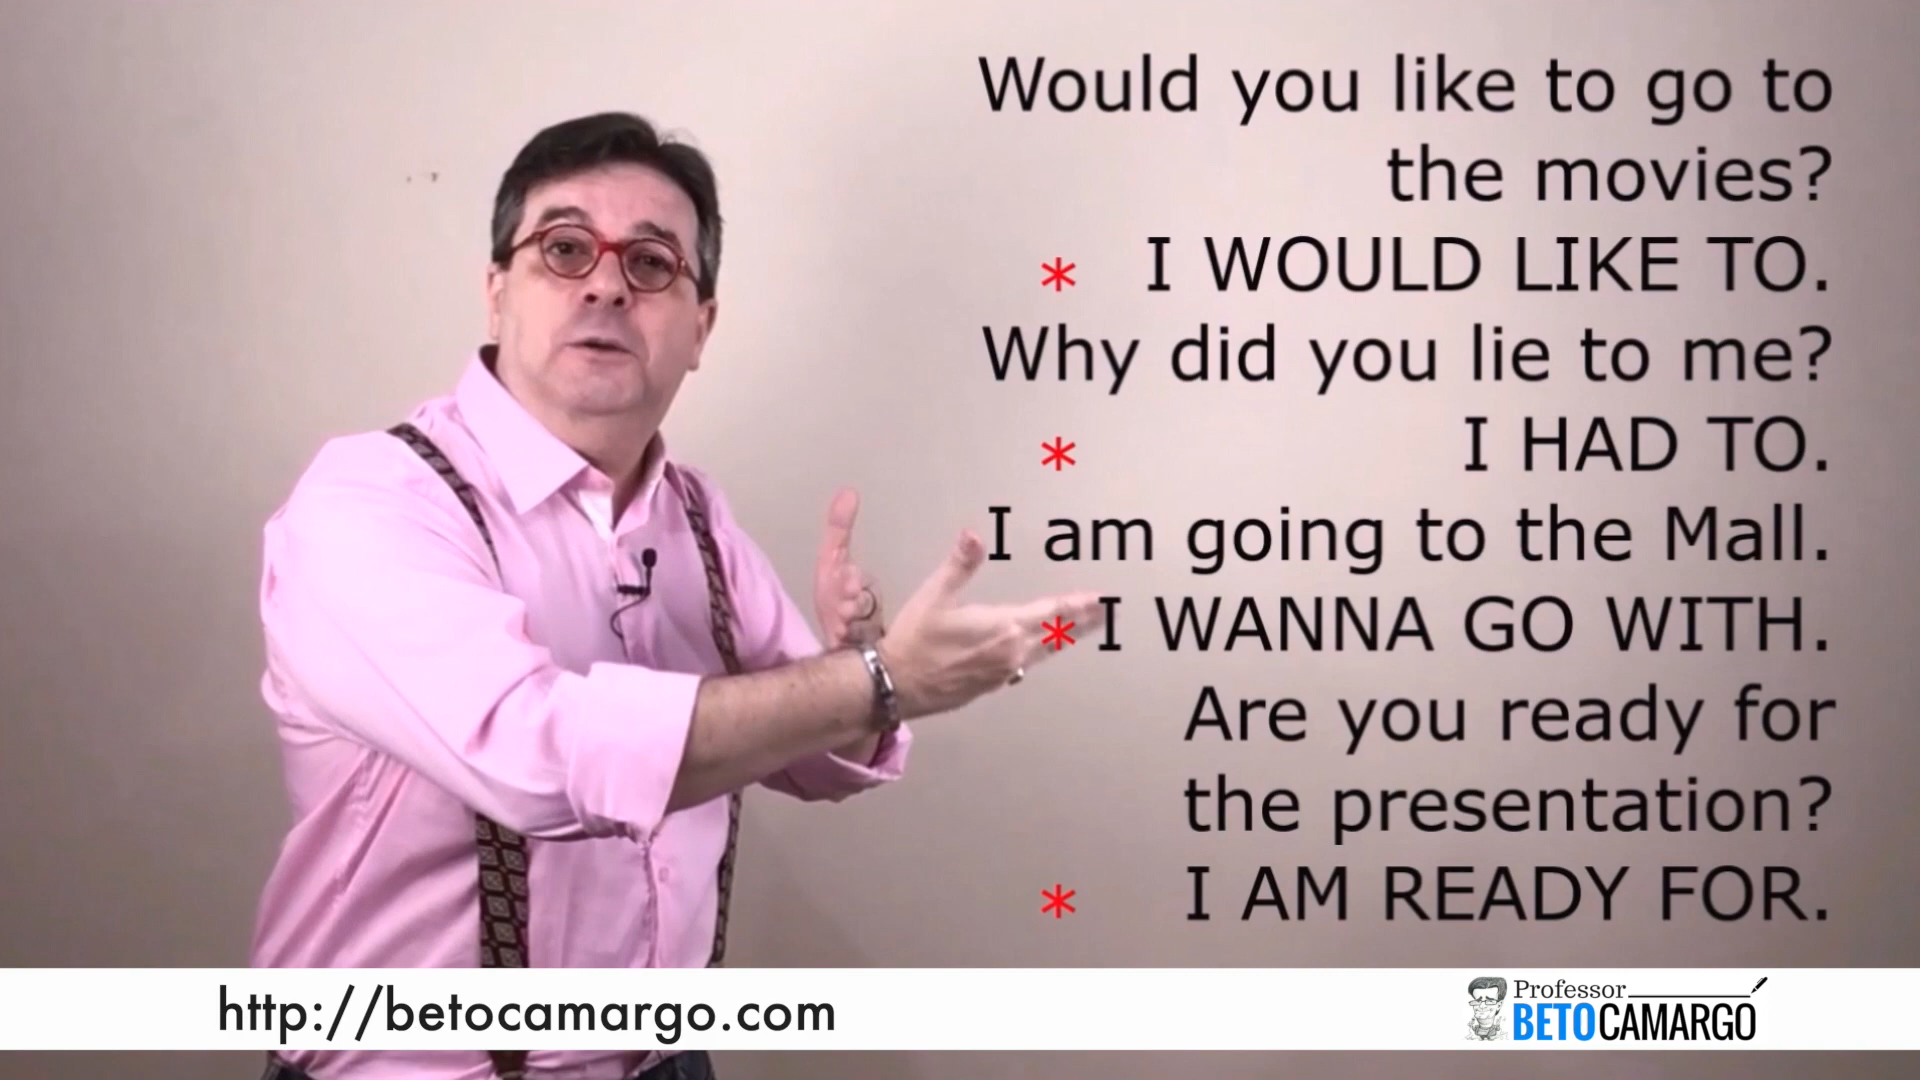 Would you like to go to
the movies?
* I WOULD LIKE TO.
Why did you lie to me?
* I HAD TO.
I am going to the Mall.
* I WANNA GO WITH.
Are you ready for
the presentation?
* I AM READY FOR.
http://betocamargo.com
Professor
BETOCAMARGO